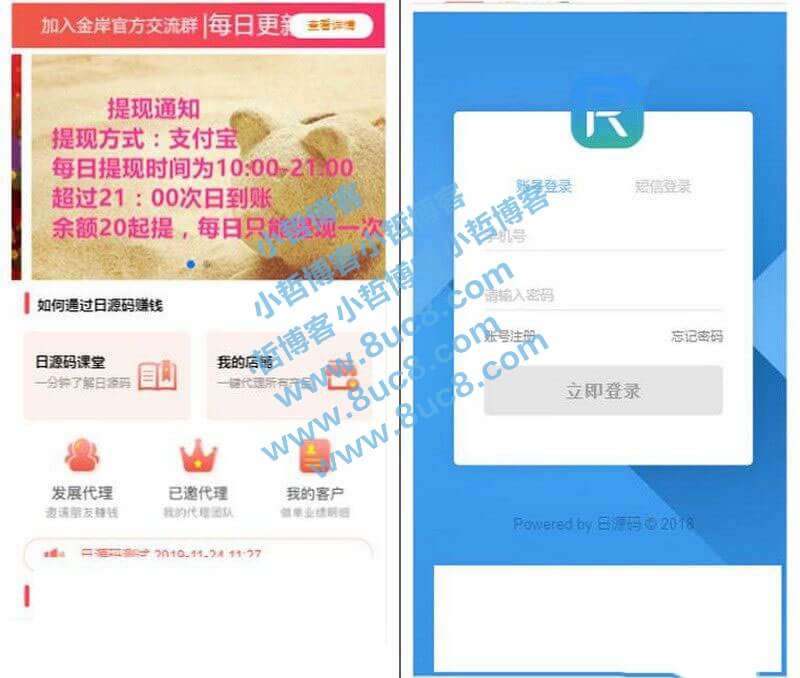 加入金岸官方交流群 |每日更新
查看详情
提现通知
提现方式：支付宝
每日提现时间为10:00-21:00
超过21：00次日到账
余额20起提，每日只能提现一次
如何通过日源码赚钱
日源码课堂
一分钟了解日源码
我的店铺
一键代理所有产品
发展代理
邀请朋友赚钱
已邀代理
我的代理团队
我的客户
做单业绩明细
日源码测试 2019-11-24 11:27
账号登录
短信登录
手机号
请输入密码
账号注册
忘记密码
立即登录
Powered by 日源码 © 2018
小哲博客小哲博客
小哲博客 小哲博客 小哲博客
www.8uc8.com
www.8uc8.com